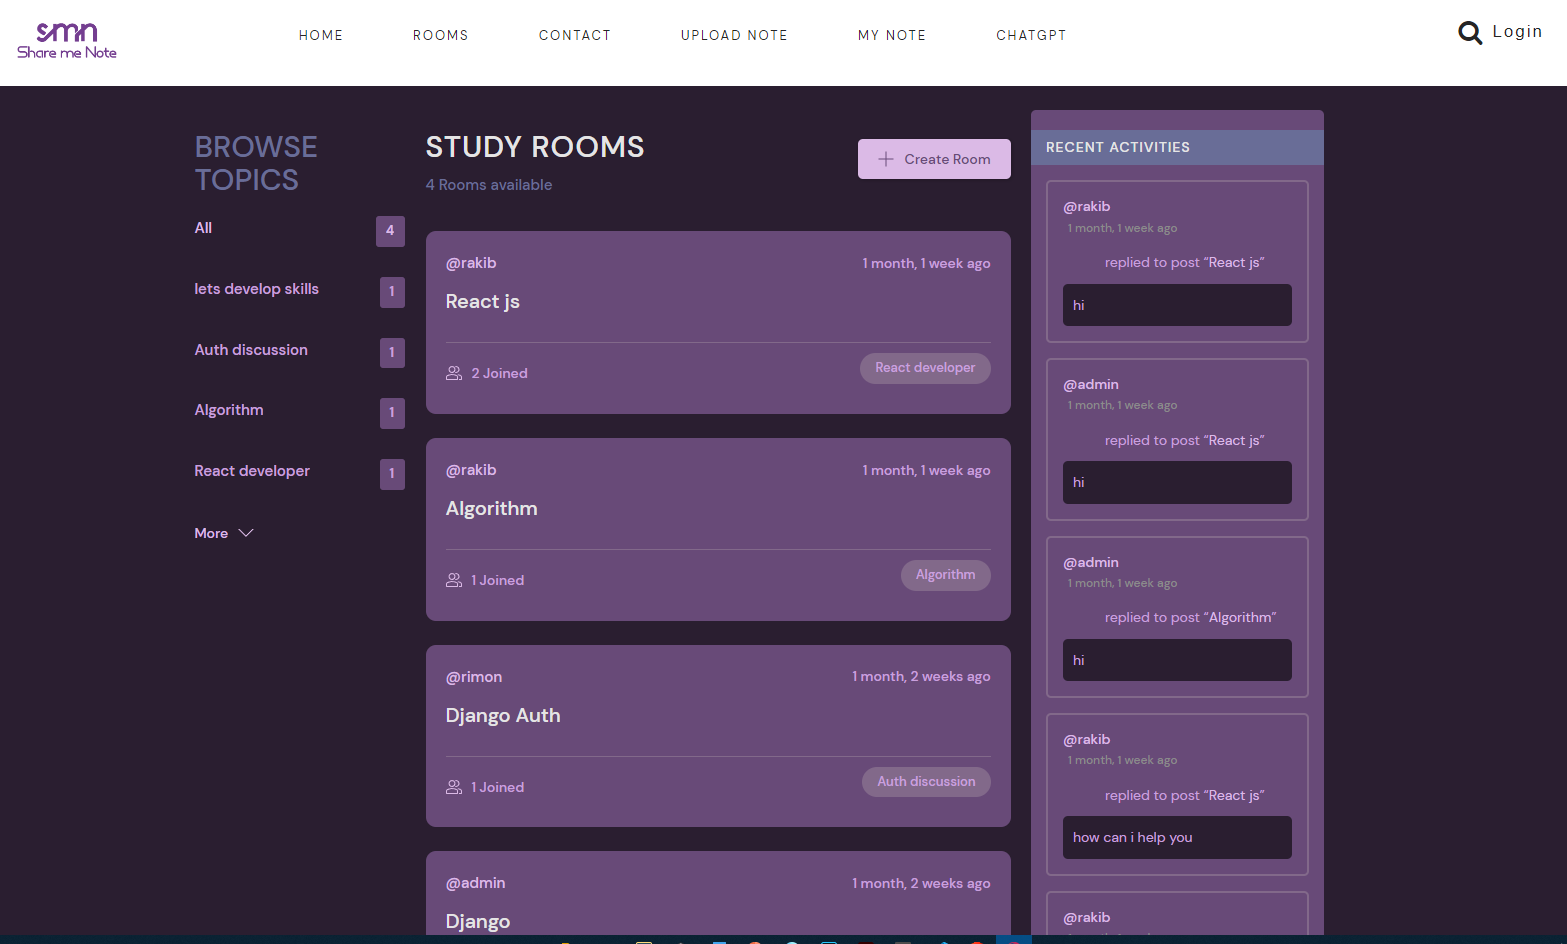 smn
Share me Note
HOME
ROOMS
CONTACT
UPLOAD NOTE
MY NOTE
CHATGPT
Login
BROWSE
TOPICS
All
4
lets develop skills
1
Auth discussion
1
Algorithm
1
React developer
1
More
STUDY ROOMS
4 Rooms available
Create Room
@rakib
1 month, 1 week ago
React js
2 Joined
React developer
@rakib
1 month, 1 week ago
Algorithm
1 Joined
Algorithm
@rimon
1 month, 2 weeks ago
Django Auth
1 Joined
Auth discussion
@admin
1 month, 2 weeks ago
Django
RECENT ACTIVITIES
@rakib
1 month, 1 week ago
replied to post “React js”
hi
@admin
1 month, 1 week ago
replied to post “React js”
hi
@admin
1 month, 1 week ago
replied to post “Algorithm”
hi
@rakib
1 month, 1 week ago
replied to post “React js”
how can i help you
@rakib